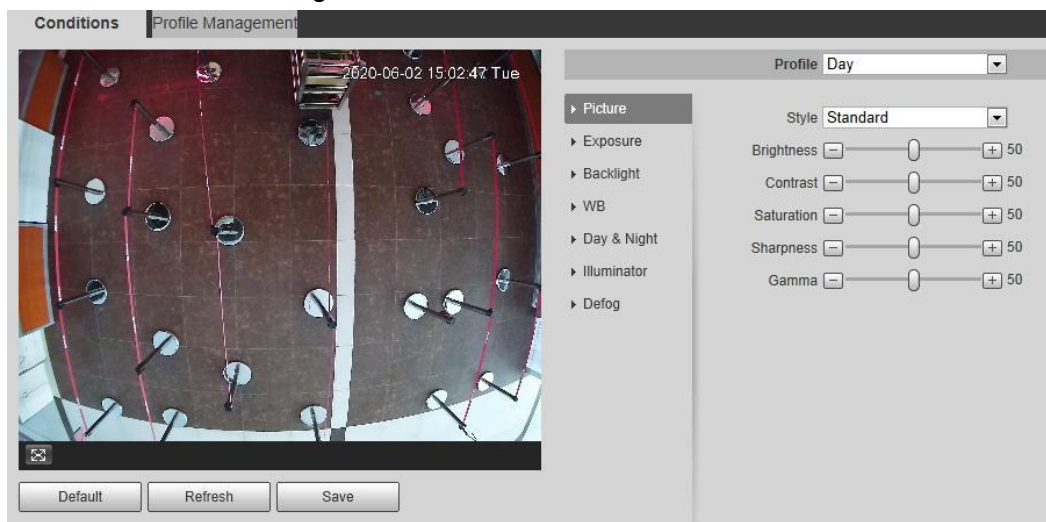 Conditions
Profile Management
2020-06-02 15:02:47 Tue
Profile Day
Picture
Exposure
Backlight
WB
Day & Night
Illuminator
Defog
Style Standard
Brightness 50
Contrast 50
Saturation 50
Sharpness 50
Gamma 50
Default Refresh Save